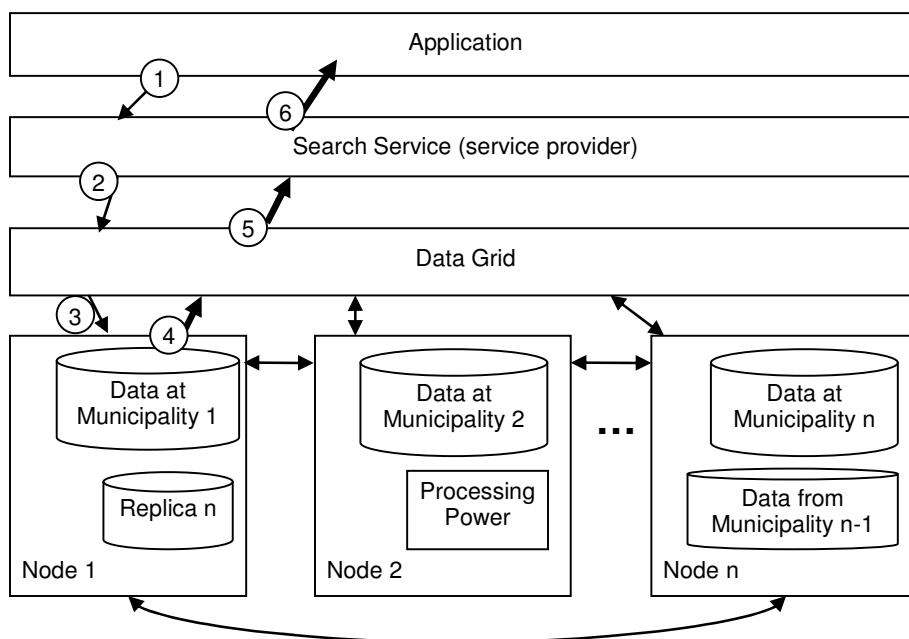 Application
1
6
Search Service (service provider)
2
5
Data Grid
3
4
Data at
Municipality 1
Replica n
Node 1
Data at
Municipality 2
Processing
Power
Node 2
...
Data at
Municipality n
Data from
Municipality n-1
Node n